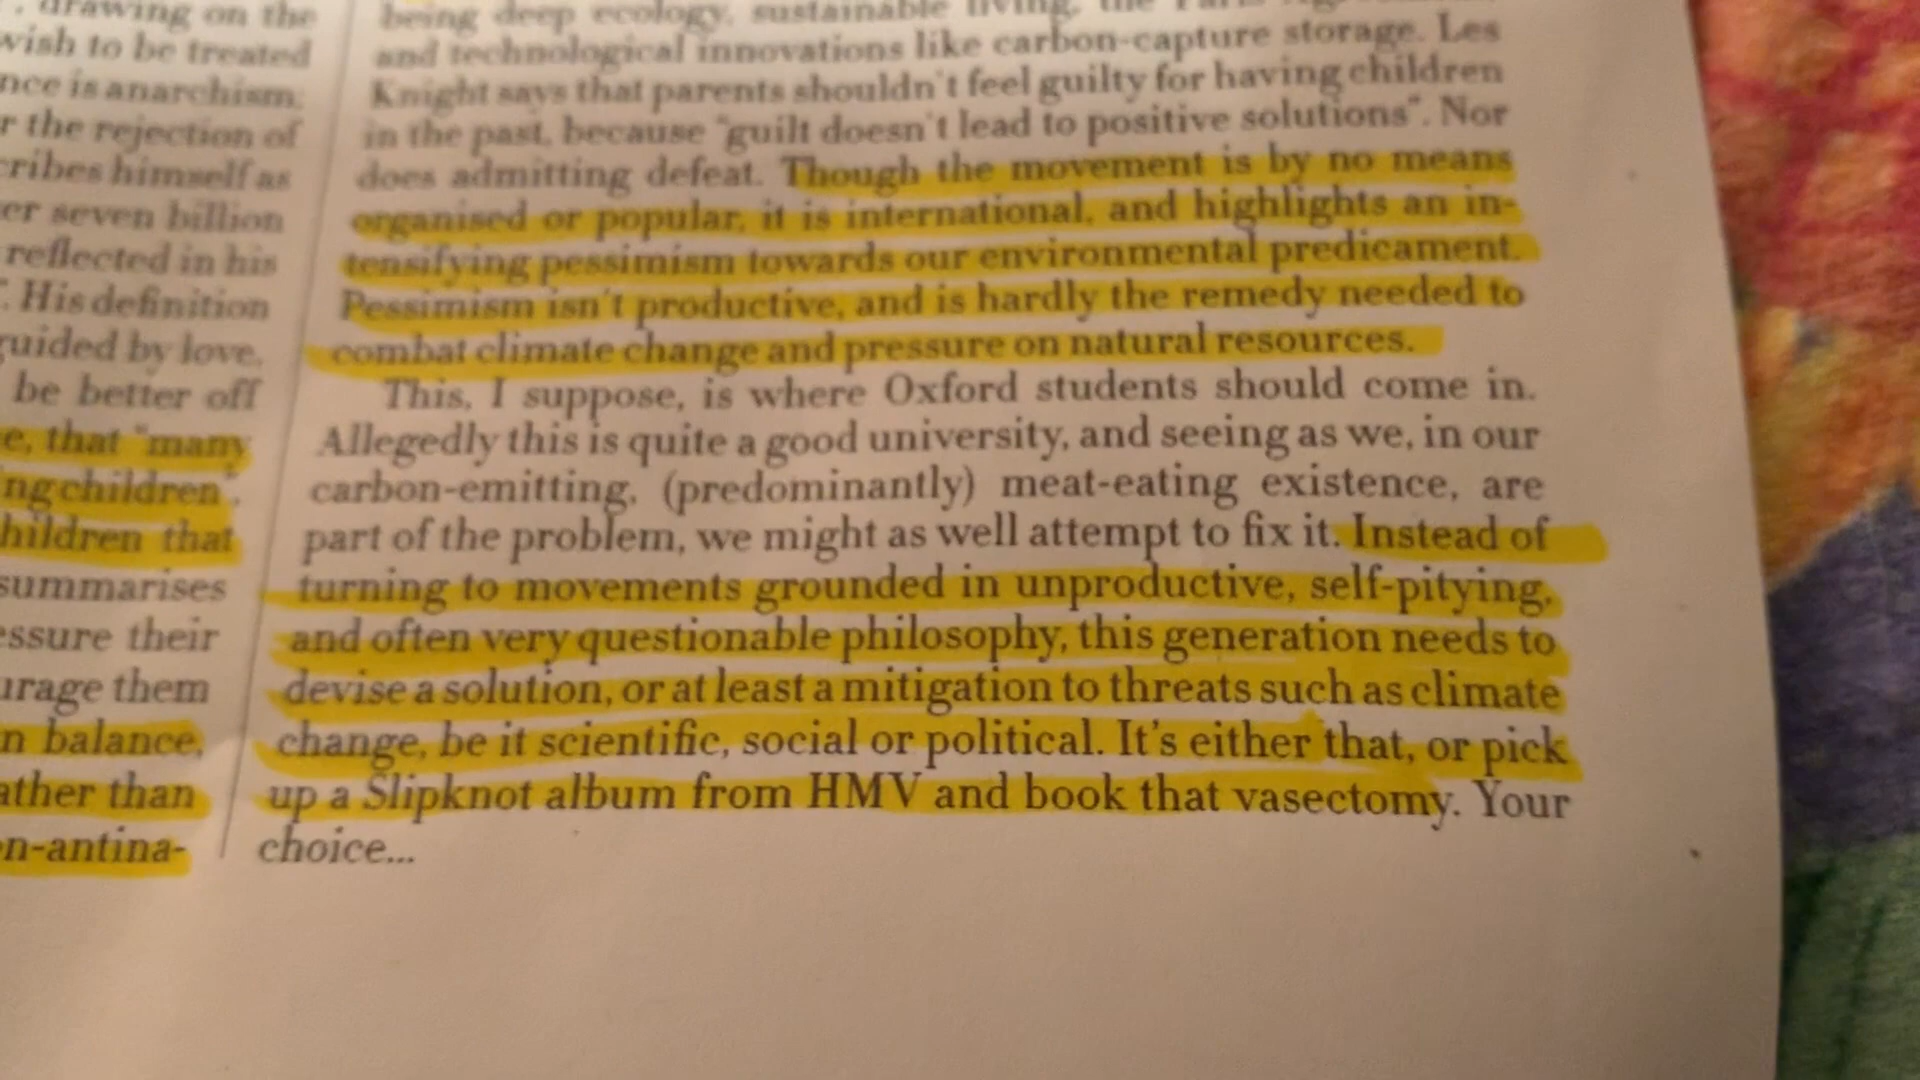 drawing on the
wish to be treated
nce is anarchism;
r the rejection of
cribes himself as
er seven billion
reflected in his
. His definition
guided by love.
be better off
e, that "many
ng children".
hildren that
summarises
essure their
urage them
n balance,
ather than
on-antina-
being deep ecology, sustainable living, the
and technological innovations like carbon-capture storage. Les
Knight says that parents shouldn't feel guilty for having children
in the past, because "guilt doesn't lead to positive solutions". Nor
does admitting defeat. Though the movement is by no means
organised or popular, it is international, and highlights an in-
tensifying pessimism towards our environmental predicament.
Pessimism isn't productive, and is hardly the remedy needed to
combat climate change and pressure on natural resources.
This, I suppose, is where Oxford students should come in.
Allegedly this is quite a good university, and seeing as we, in our
carbon-emitting, (predominantly) meat-eating existence, are
part of the problem, we might as well attempt to fix it. Instead of
turning to movements grounded in unproductive, self-pitying,
and often very questionable philosophy, this generation needs to
devise a solution, or at least a mitigation to threats such as climate
change, be it scientific, social or political. It's either that, or pick
up a Slipknot album from HMV and book that vasectomy. Your
choice...